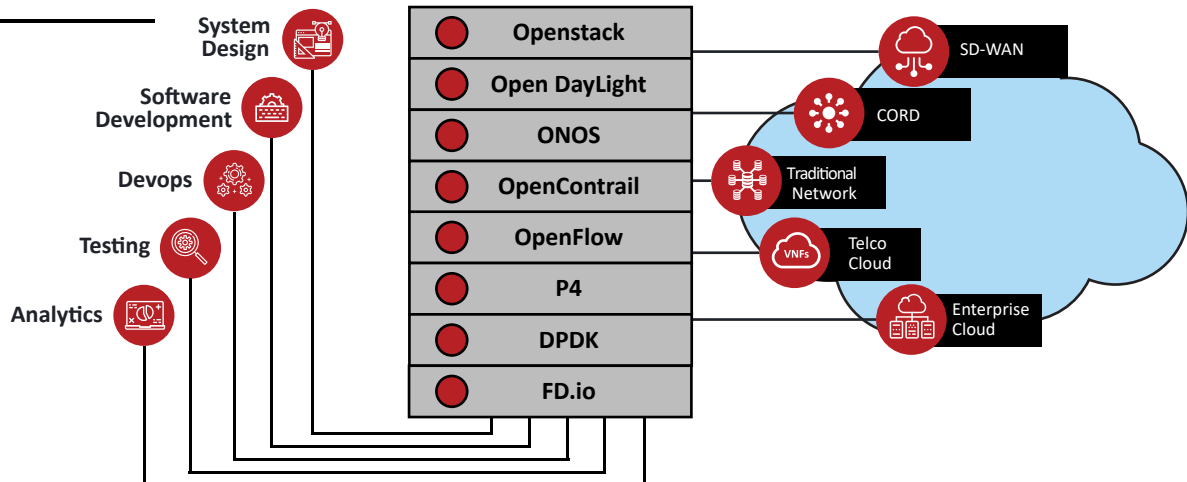 System
Design
Software
Development
Devops
Testing
Analytics
Openstack
Open DayLight
ONOS
OpenContrail
OpenFlow
P4
DPDK
FD.io
SD-WAN
CORD
Traditional
Network
VNFs
Telco
Cloud
Enterprise
Cloud